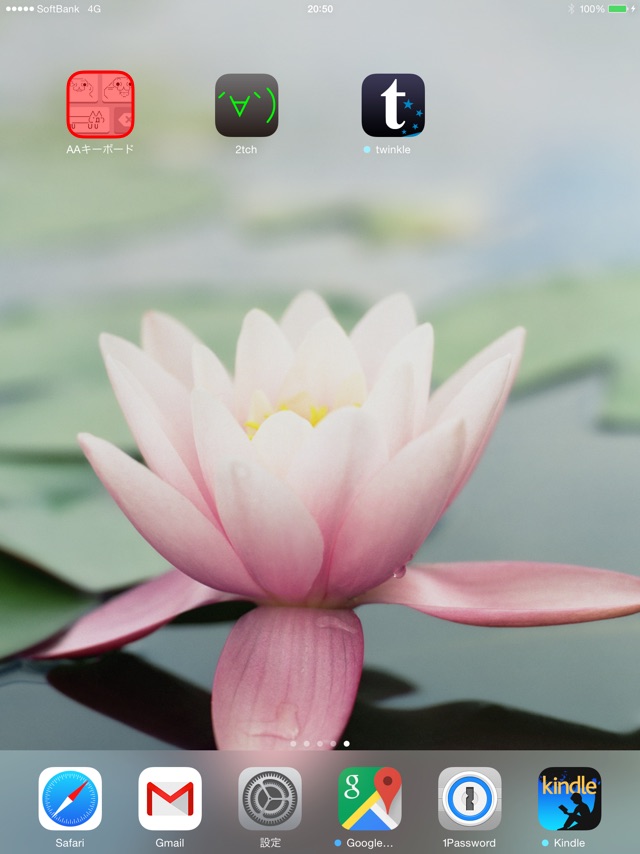 SoftBank 4G 20:50 100%
AAキーボード 2tch twinkle
Safari Gmail 設定 Google... 1Password Kindle
t
g
kindle